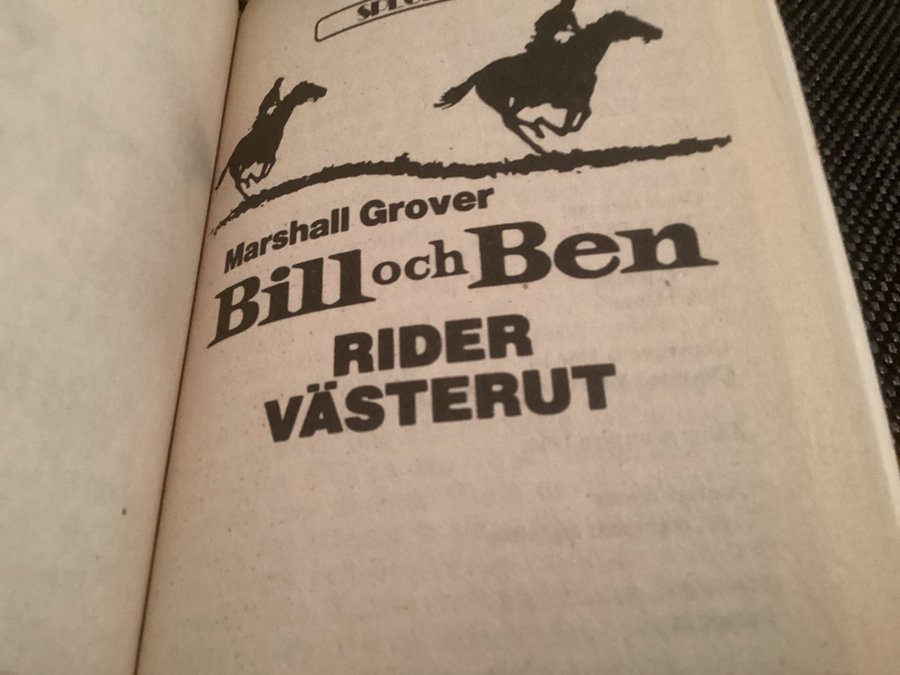 Marshall Grover
Bill och Ben
RIDER
VÄSTERUT